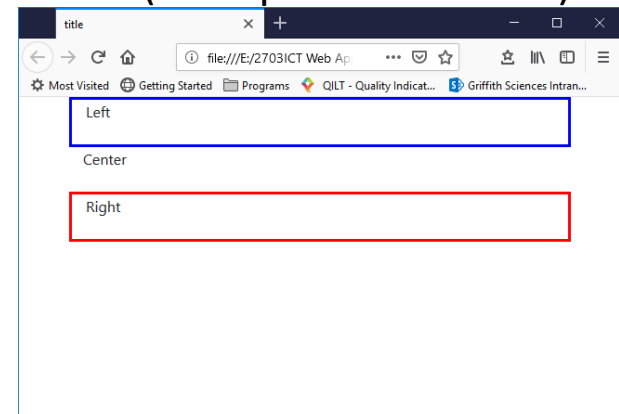 title
file:///E:/2703ICT Web Ap
Most Visited Getting Started Programs QILT - Quality Indicat... Griffith Sciences Intran...
Left
Center
Right